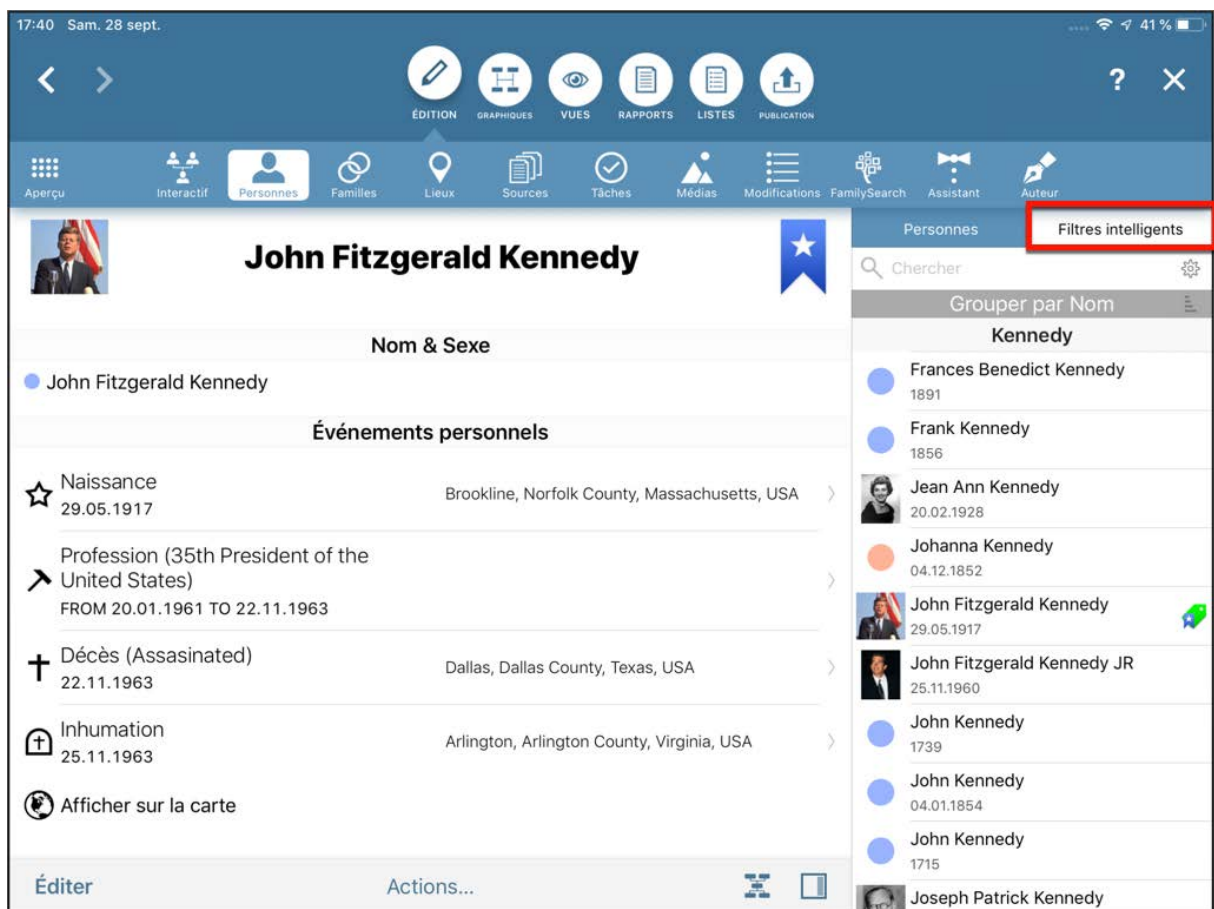 17:40 Sam. 28 sept.
41 %
ÉDITION GRAPHIQUES VUES RAPPORTS LISTES PUBLICATION
?
Aperçu Interactif Personnes Familles Lieux Sources Tâches Médias Modifications FamilySearch Assistant Auteur
John Fitzgerald Kennedy
Nom & Sexe
John Fitzgerald Kennedy
Événements personnels
Naissance
29.05.1917
Brookline, Norfolk County, Massachusetts, USA
Profession (35th President of the
United States)
FROM 20.01.1961 TO 22.11.1963
Décès (Assasinated)
22.11.1963
Dallas, Dallas County, Texas, USA
Inhumation
25.11.1963
Arlington, Arlington County, Virginia, USA
Afficher sur la carte
Éditer
Actions...
Personnes
Filtres intelligents
Chercher
Grouper par Nom
Kennedy
Frances Benedict Kennedy
1891
Frank Kennedy
1856
Jean Ann Kennedy
20.02.1928
Johanna Kennedy
04.12.1852
John Fitzgerald Kennedy
29.05.1917
John Fitzgerald Kennedy JR
25.11.1960
John Kennedy
1739
John Kennedy
04.01.1854
John Kennedy
1715
Joseph Patrick Kennedy